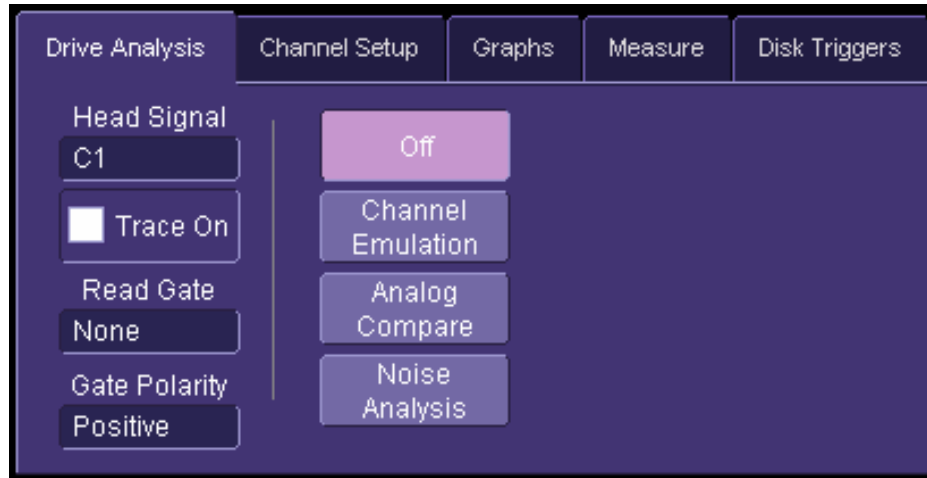 Drive Analysis
Channel Setup
Graphs
Measure
Disk Triggers
Head Signal
C1
Trace On
Read Gate
None
Gate Polarity
Positive
Off
Channel
Emulation
Analog
Compare
Noise
Analysis